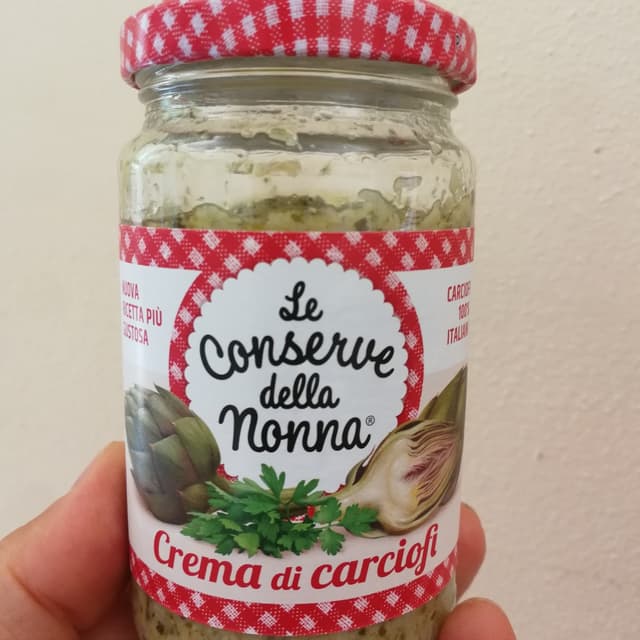 Le
Conserve
della
Nonna®
NUOVA
RICETTA PIÙ
GUSTOSA
CARCIOFI
100%
ITALIANI
Crema di carciofi